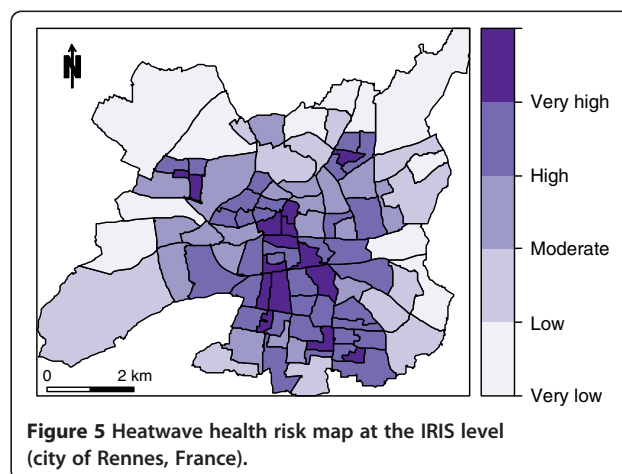 N
Very high
High
Moderate
Low
Very low
0 2 km
Figure 5 Heatwave health risk map at the IRIS level
(city of Rennes, France).